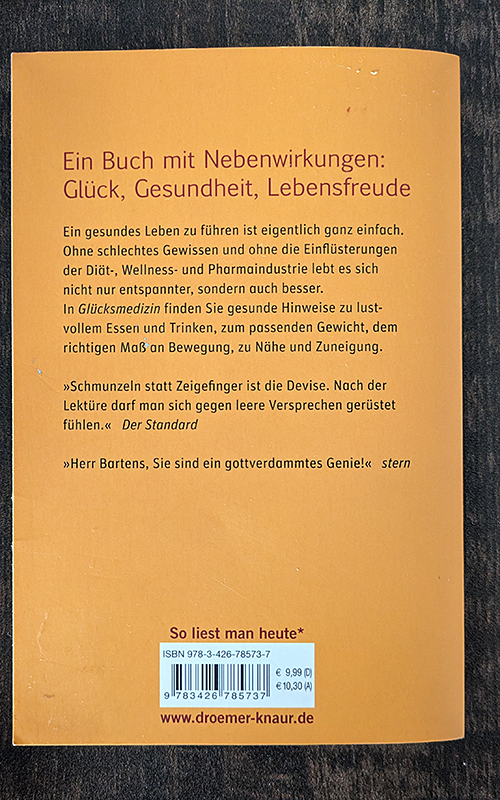 Ein Buch mit Nebenwirkungen:
Glück, Gesundheit, Lebensfreude
Ein gesundes Leben zu führen ist eigentlich ganz einfach.
Ohne schlechtes Gewissen und ohne die Einflüsterungen
der Diät-, Wellness- und Pharmaindustrie lebt es sich
nicht nur entspannter, sondern auch besser.
In Glücksmedizin finden Sie gesunde Hinweise zu lust-
vollem Essen und Trinken, zum passenden Gewicht, dem
richtigen Maß an Bewegung, zu Nähe und Zuneigung.
»Schmunzeln statt Zeigefinger ist die Devise. Nach der
Lektüre darf man sich gegen leere Versprechen gerüstet
fühlen.« Der Standard
»Herr Bartens, Sie sind ein gottverdammtes Genie!« stern
So liest man heute*
ISBN 978-3-426-78573-7
€ 9,99 (D)
€ 10,30 (A)
9 783426 785737
www.droemer-knaur.de